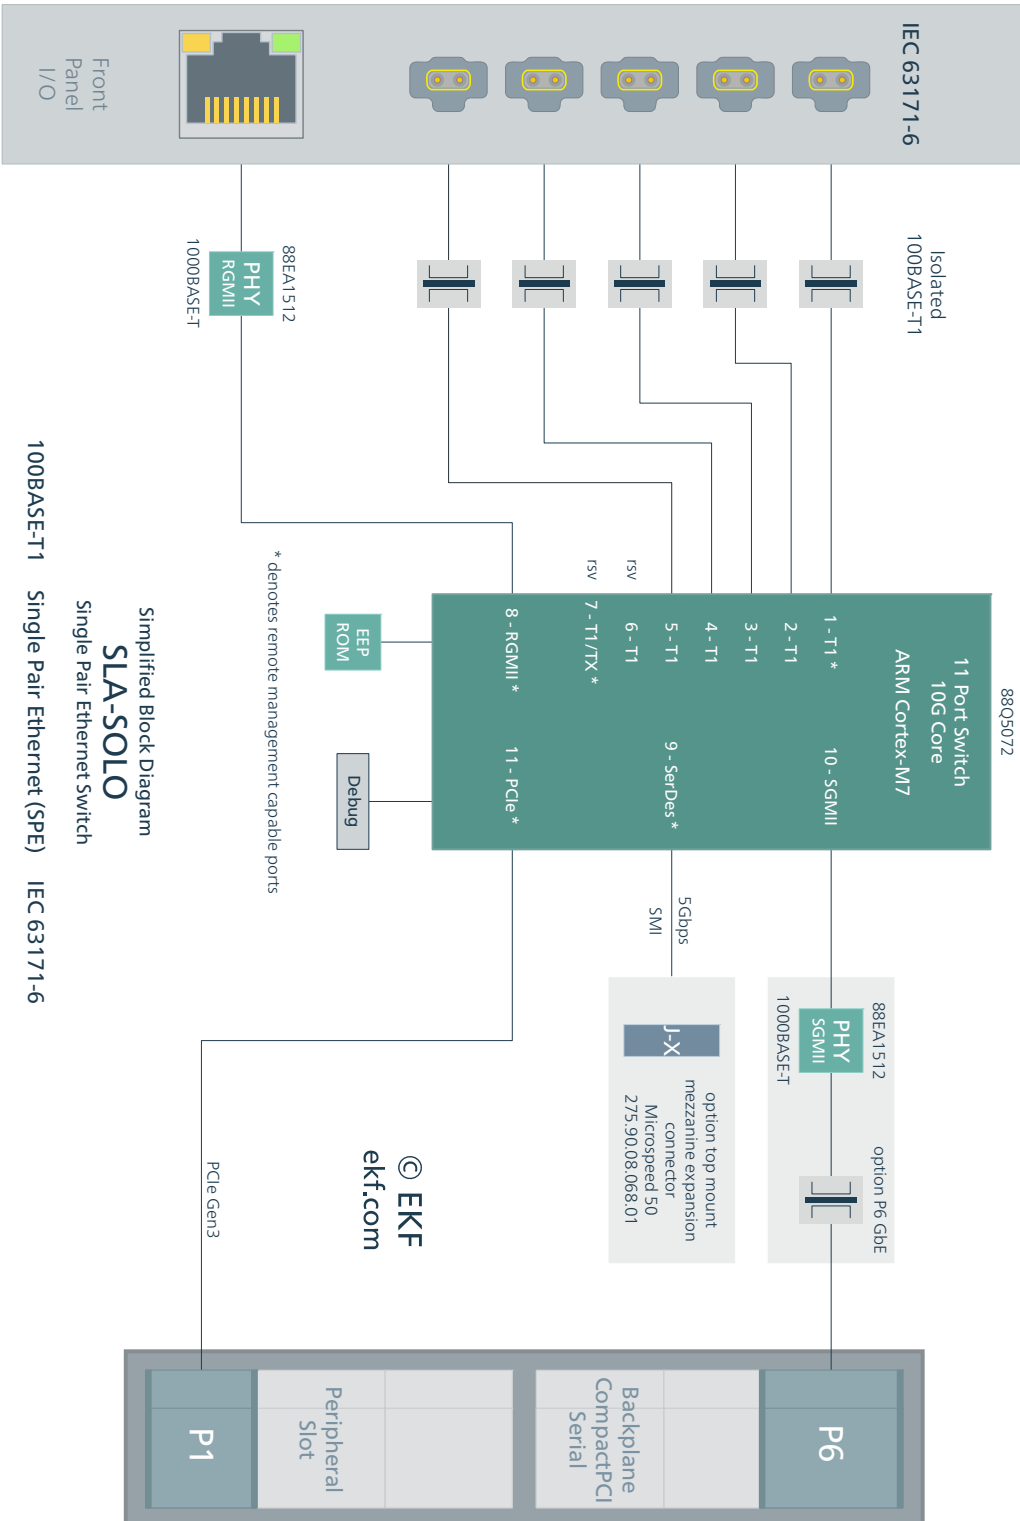 IEC 63171-6
Front
Panel
I/O
Isolated
100BASE-T1
88EA1512
PHY
RGMII
1000BASE-T
88Q5072
11 Port Switch
10G Core
ARM Cortex-M7
1 - T1 *
2 - T1
3 - T1
4 - T1
5 - T1
rsv
6 - T1
rsv
7 - T1/TX *
8 - RGMII *
10 - SGMII
9 - SerDes *
11 - PCIe *
EEP
ROM
Debug
* denotes remote management capable ports
5Gbps
SMI
88EA1512
PHY
SGMII
1000BASE-T
option P6 GbE
J-X
option top mount
mezzanine expansion
connector
Microspeed 50
275.90.08.068.01
© EKF
ekf.com
PCIe Gen3
P6
Backplane
CompactPCI
Serial
Peripheral
Slot
P1
Simplified Block Diagram
SLA-SOLO
Single Pair Ethernet Switch
100BASE-T1 Single Pair Ethernet (SPE) IEC 63171-6